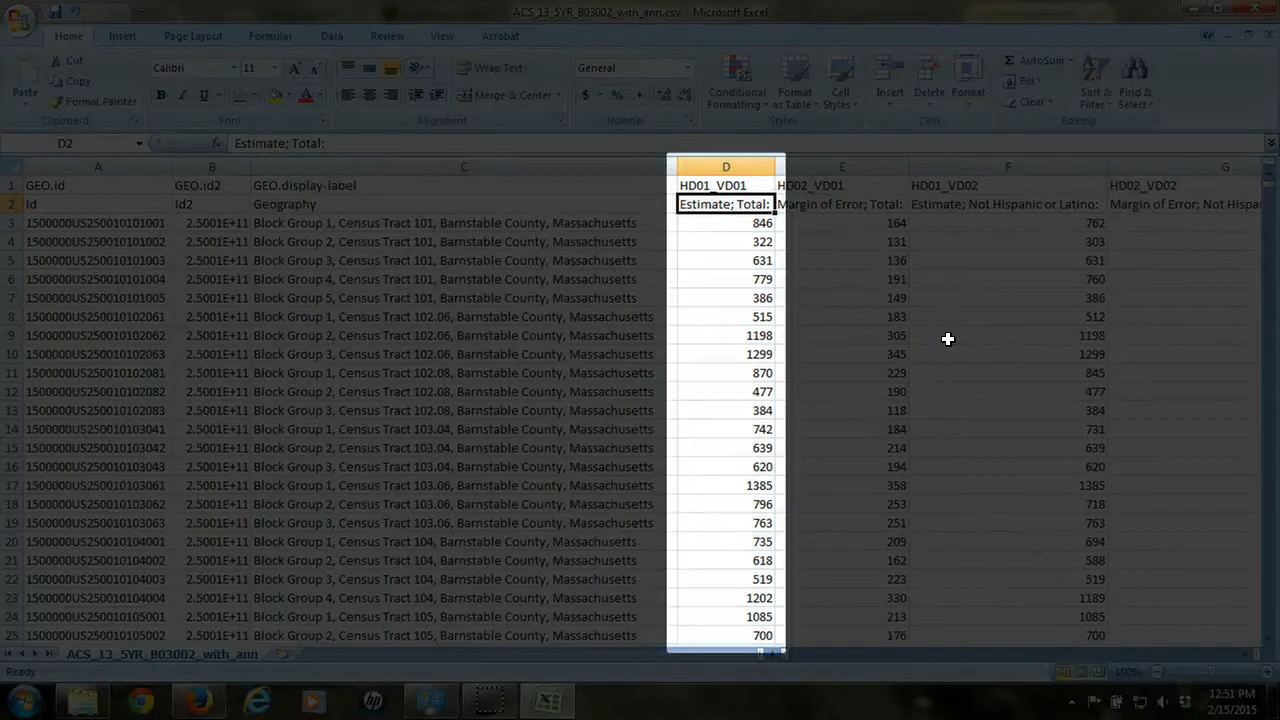 ACS_13_5YR_B03002_with_ann.csv - Microsoft Excel
Home Insert Page Layout Formulas Data Review View Acrobat
Cut
Copy
Format Painter
Paste
Clipboard
Calibri 11
B I U
Font
Wrap Text
Merge & Center
Alignment
General
$ % ,
Number
Conditional Formatting
Format as Table
Cell Styles
Styles
Insert Delete Format
Cells
AutoSum
Fill
Clear
Sort & Filter
Find & Select
Editing
D2 Estimate; Total:
A B C D E F G
1 GEO.id GEO.id2 GEO.display-label HD01_VD01 HD02_VD01 HD01_VD02 HD02_VD02
2 Id Id2 Geography Estimate; Total: Margin of Error; Total: Estimate; Not Hispanic or Latino: Margin of Error; Not Hispa
3 1500000US250010101001 2.5001E+11 Block Group 1, Census Tract 101, Barnstable County, Massachusetts 846 164 762
4 1500000US250010101002 2.5001E+11 Block Group 2, Census Tract 101, Barnstable County, Massachusetts 322 131 303
5 1500000US250010101003 2.5001E+11 Block Group 3, Census Tract 101, Barnstable County, Massachusetts 631 136 631
6 1500000US250010101004 2.5001E+11 Block Group 4, Census Tract 101, Barnstable County, Massachusetts 779 191 760
7 1500000US250010101005 2.5001E+11 Block Group 5, Census Tract 101, Barnstable County, Massachusetts 386 149 386
8 1500000US250010102061 2.5001E+11 Block Group 1, Census Tract 102.06, Barnstable County, Massachusetts 515 183 512
9 1500000US250010102062 2.5001E+11 Block Group 2, Census Tract 102.06, Barnstable County, Massachusetts 1198 305 1198
10 1500000US250010102063 2.5001E+11 Block Group 3, Census Tract 102.06, Barnstable County, Massachusetts 1299 345 1299
11 1500000US250010102081 2.5001E+11 Block Group 1, Census Tract 102.08, Barnstable County, Massachusetts 870 229 845
12 1500000US250010102082 2.5001E+11 Block Group 2, Census Tract 102.08, Barnstable County, Massachusetts 477 190 477
13 1500000US250010102083 2.5001E+11 Block Group 3, Census Tract 102.08, Barnstable County, Massachusetts 384 118 384
14 1500000US250010103041 2.5001E+11 Block Group 1, Census Tract 103.04, Barnstable County, Massachusetts 742 184 731
15 1500000US250010103042 2.5001E+11 Block Group 2, Census Tract 103.04, Barnstable County, Massachusetts 639 214 639
16 1500000US250010103043 2.5001E+11 Block Group 3, Census Tract 103.04, Barnstable County, Massachusetts 620 194 620
17 1500000US250010103061 2.5001E+11 Block Group 1, Census Tract 103.06, Barnstable County, Massachusetts 1385 358 1385
18 1500000US250010103062 2.5001E+11 Block Group 2, Census Tract 103.06, Barnstable County, Massachusetts 796 253 718
19 1500000US250010103063 2.5001E+11 Block Group 3, Census Tract 103.06, Barnstable County, Massachusetts 763 251 763
20 1500000US250010104001 2.5001E+11 Block Group 1, Census Tract 104, Barnstable County, Massachusetts 735 209 694
21 1500000US250010104002 2.5001E+11 Block Group 2, Census Tract 104, Barnstable County, Massachusetts 618 162 588
22 1500000US250010104003 2.5001E+11 Block Group 3, Census Tract 104, Barnstable County, Massachusetts 519 223 519
23 1500000US250010104004 2.5001E+11 Block Group 4, Census Tract 104, Barnstable County, Massachusetts 1202 330 1189
24 1500000US250010105001 2.5001E+11 Block Group 1, Census Tract 105, Barnstable County, Massachusetts 1085 213 1085
25 1500000US250010105002 2.5001E+11 Block Group 2, Census Tract 105, Barnstable County, Massachusetts 700 176 700
ACS_13_5YR_B03002_with_ann
Ready 100%
12:51 PM
2/15/2015